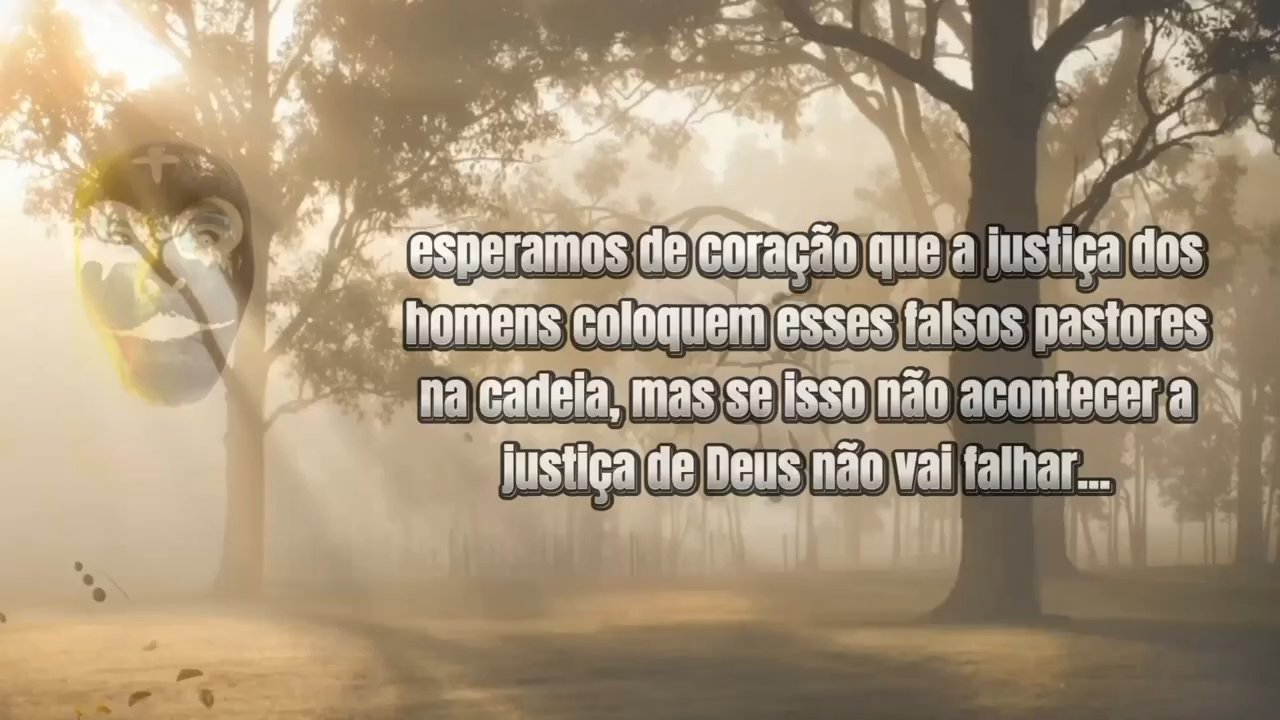 esperamos de coração que a justiça dos
homens coloquem esses falsos pastores
na cadeia, mas se isso não acontecer a
justiça de Deus não vai falhar...